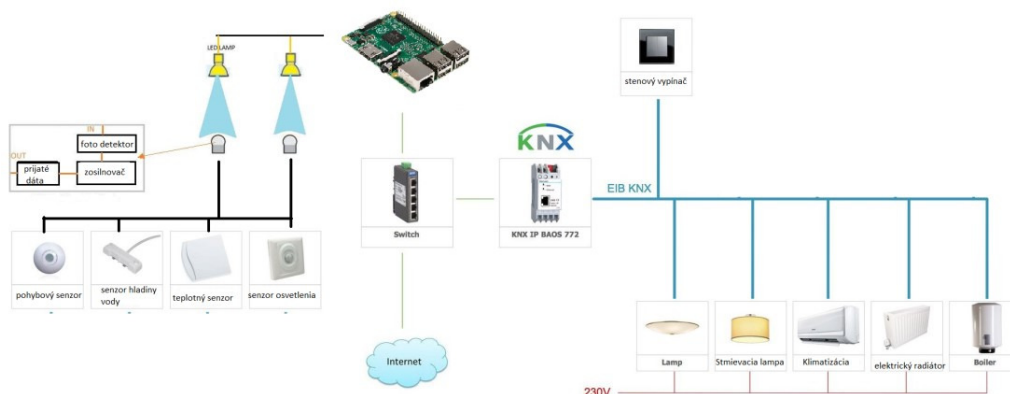 LED LAMP
IN
foto detektor
OUT
prijaté
dáta
zosilnovač
pohybový senzor
senzor hladiny
vody
teplotný senzor
senzor osvetlenia
Switch
Internet
KNX
KNX IP BAOS 772
stenový vypínač
EIB KNX
Lamp
Stmievacia lampa
Klimatizácia
elektrický radiátor
Boiler
230V